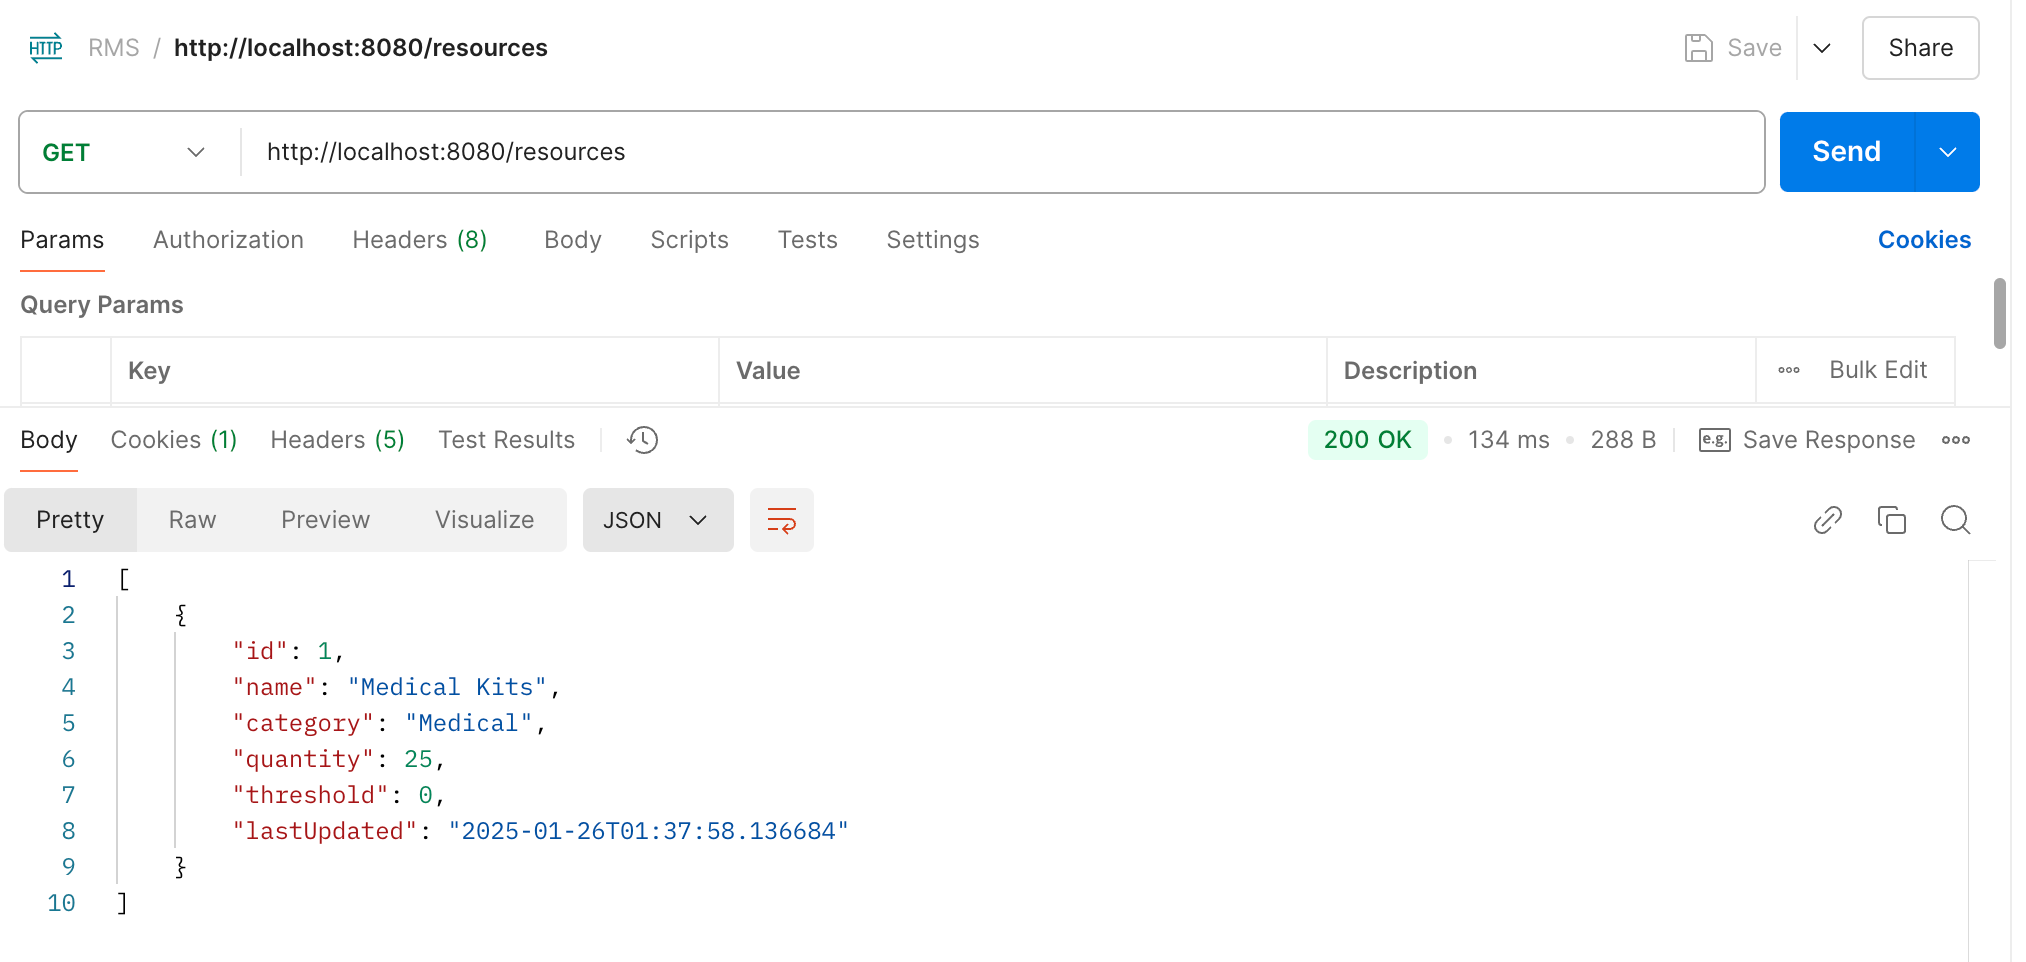 HTTP RMS / http://localhost:8080/resources Save Share
GET http://localhost:8080/resources Send
Params Authorization Headers (8) Body Scripts Tests Settings Cookies
Query Params
Key Value Description Bulk Edit
Body Cookies (1) Headers (5) Test Results 200 OK 134 ms 288 B e.g. Save Response
Pretty Raw Preview Visualize JSON
1 [
2 {
3 "id": 1,
4 "name": "Medical Kits",
5 "category": "Medical",
6 "quantity": 25,
7 "threshold": 0,
8 "lastUpdated": "2025-01-26T01:37:58.136684"
9 }
10 ]